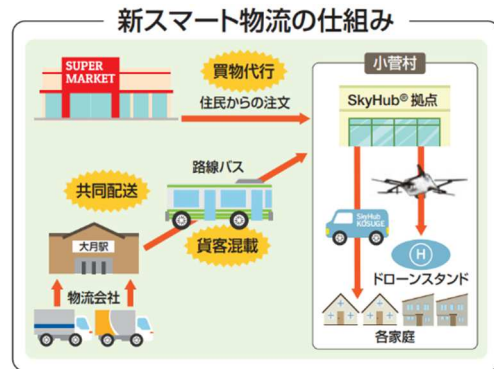 新スマート物流の仕組み
SUPER
MARKET
買物代行
住民からの注文
小菅村
SkyHub® 拠点
路線バス
共同配送
貨客混載
大月駅
物流会社
SkyHub
KOSUGE
H
ドローンスタンド
各家庭